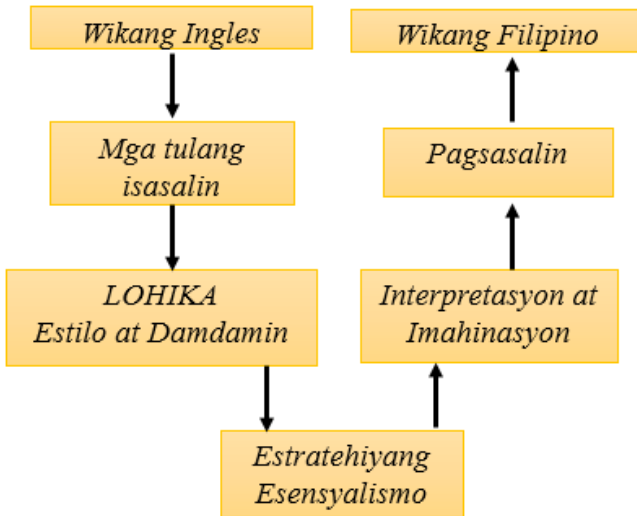 Wikang Ingles
Mga tulang
isasalin
LOHIKA
Estilo at Damdamin
Estratehiyang
Esensyalismo
Interpretasyon at
Imahinasyon
Pagsasalin
Wikang Filipino